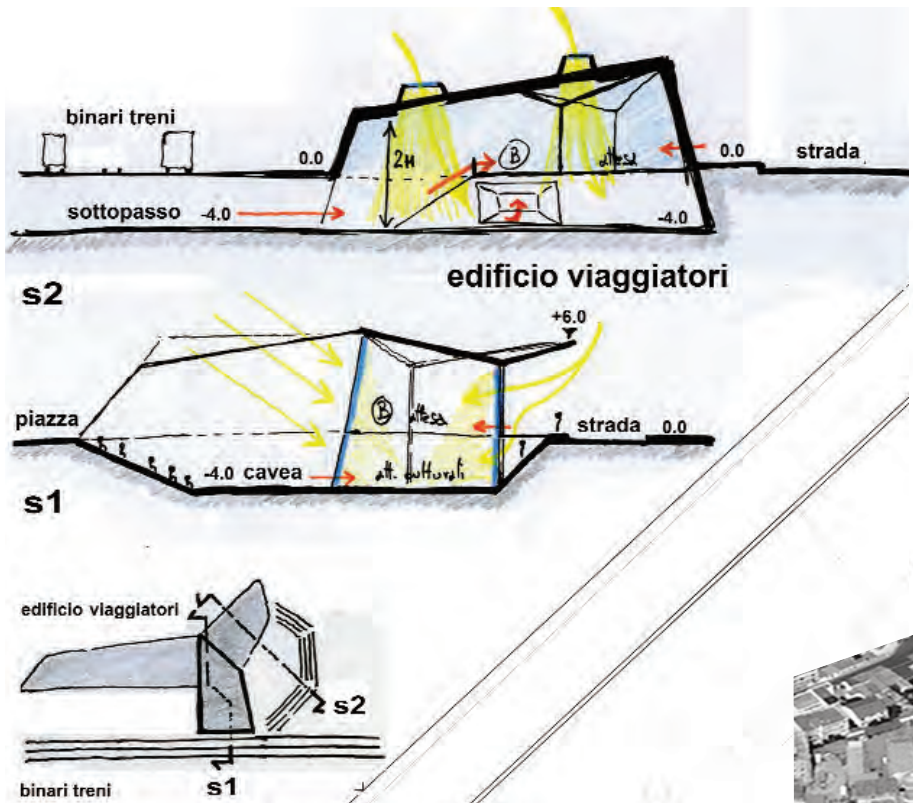 binari treni
0.0
2H
B
attesa
0.0
strada
sottopasso -4.0
-4.0
edificio viaggiatori
s2
+6.0
piazza
B
attesa
strada
0.0
-4.0 cavea
att. culturali
s1
edificio viaggiatori
s2
s1
binari treni